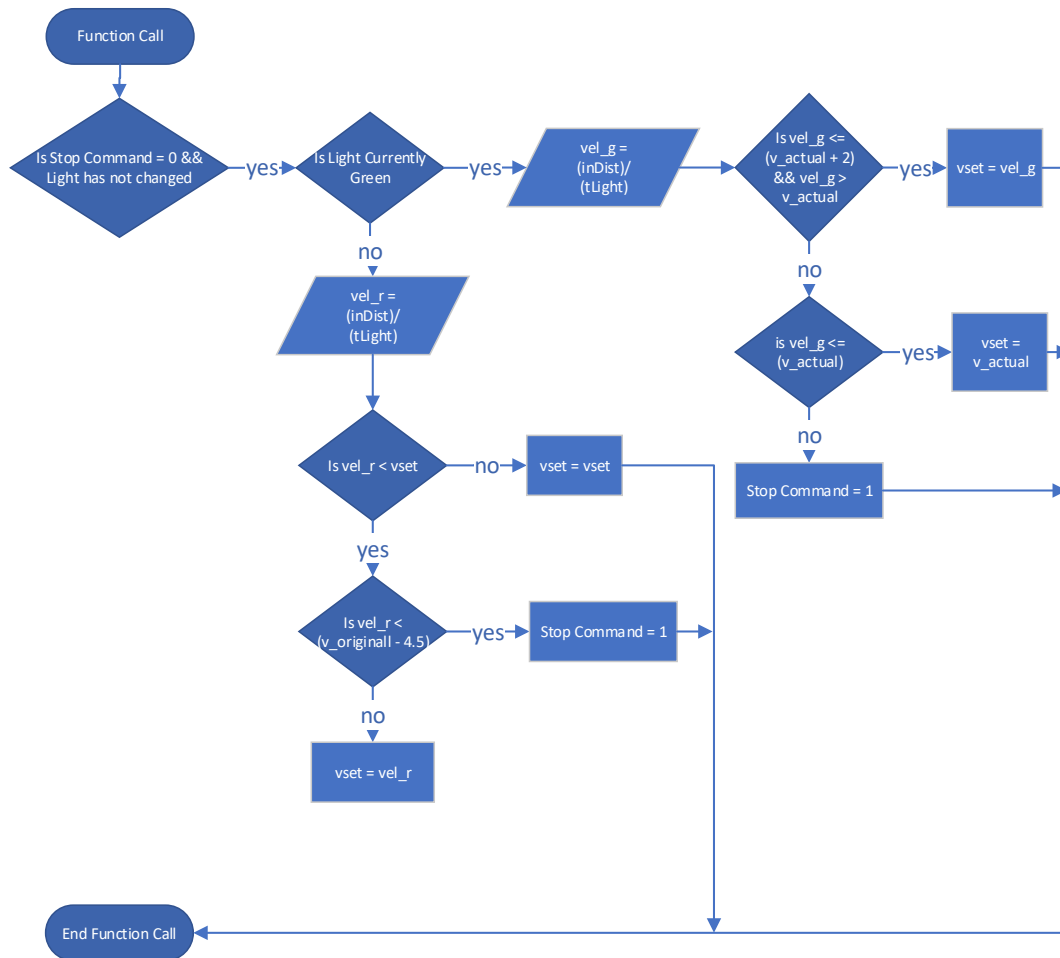 Function Call
Is Stop Command = 0 &&
Light has not changed
yes
Is Light Currently
Green
yes
vel_g =
(inDist)/
(tLight)
Is vel_g <=
(v_actual + 2)
&& vel_g >
v_actual
yes
vset = vel_g
no
no
vel_r =
(inDist)/
(tLight)
is vel_g <=
(v_actual)
yes
vset =
v_actual
no
Is vel_r < vset
no
vset = vset
Stop Command = 1
yes
Is vel_r <
(v_originall - 4.5)
yes
Stop Command = 1
no
vset = vel_r
End Function Call